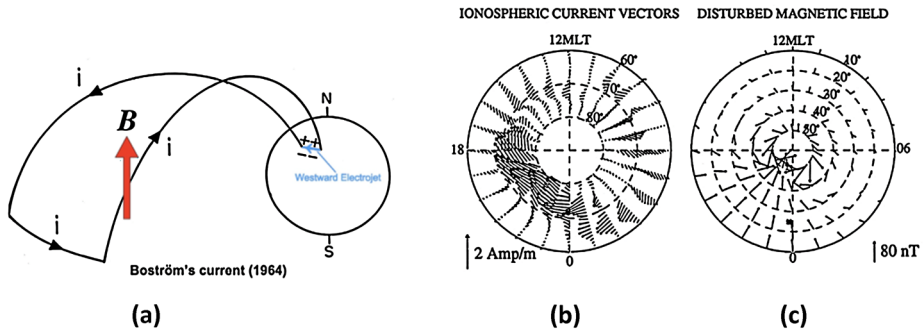 IONOSPHERIC CURRENT VECTORS
DISTURBED MAGNETIC FIELD
12MLT
12MLT
60°
70°
80°
10°
20°
30°
40°
80°
i
B
i
i
i
N
++
Westward Electrojet
S
18
06
2 Amp/m
0
0
80 nT
Boström's current (1964)
(a)
(b)
(c)